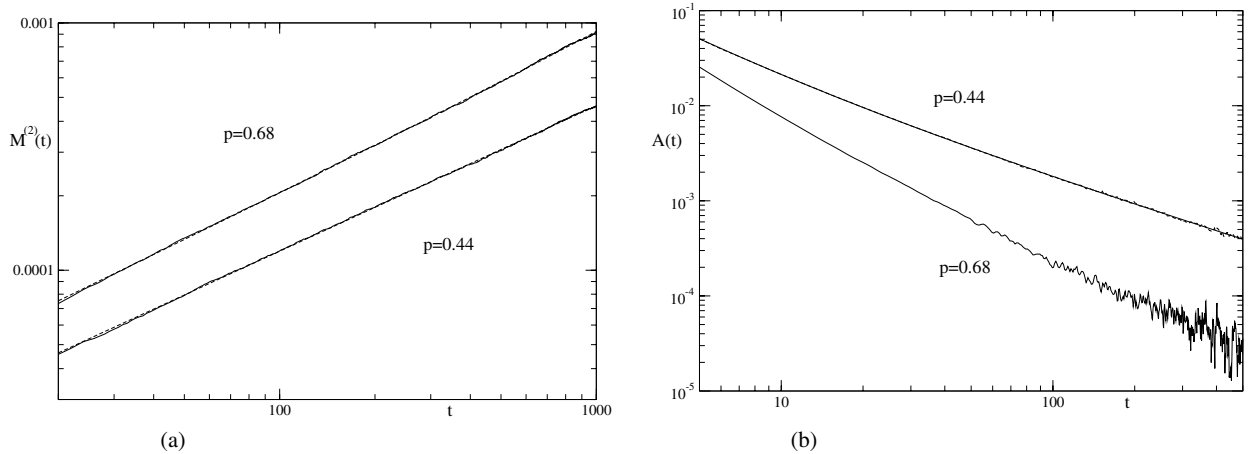 0.001
M^(2)(t)
p=0.68
p=0.44
0.0001
100
t
1000
(a)
10^-1
10^-2
A(t)
p=0.44
10^-3
p=0.68
10^-4
10^-5
10
100
t
(b)